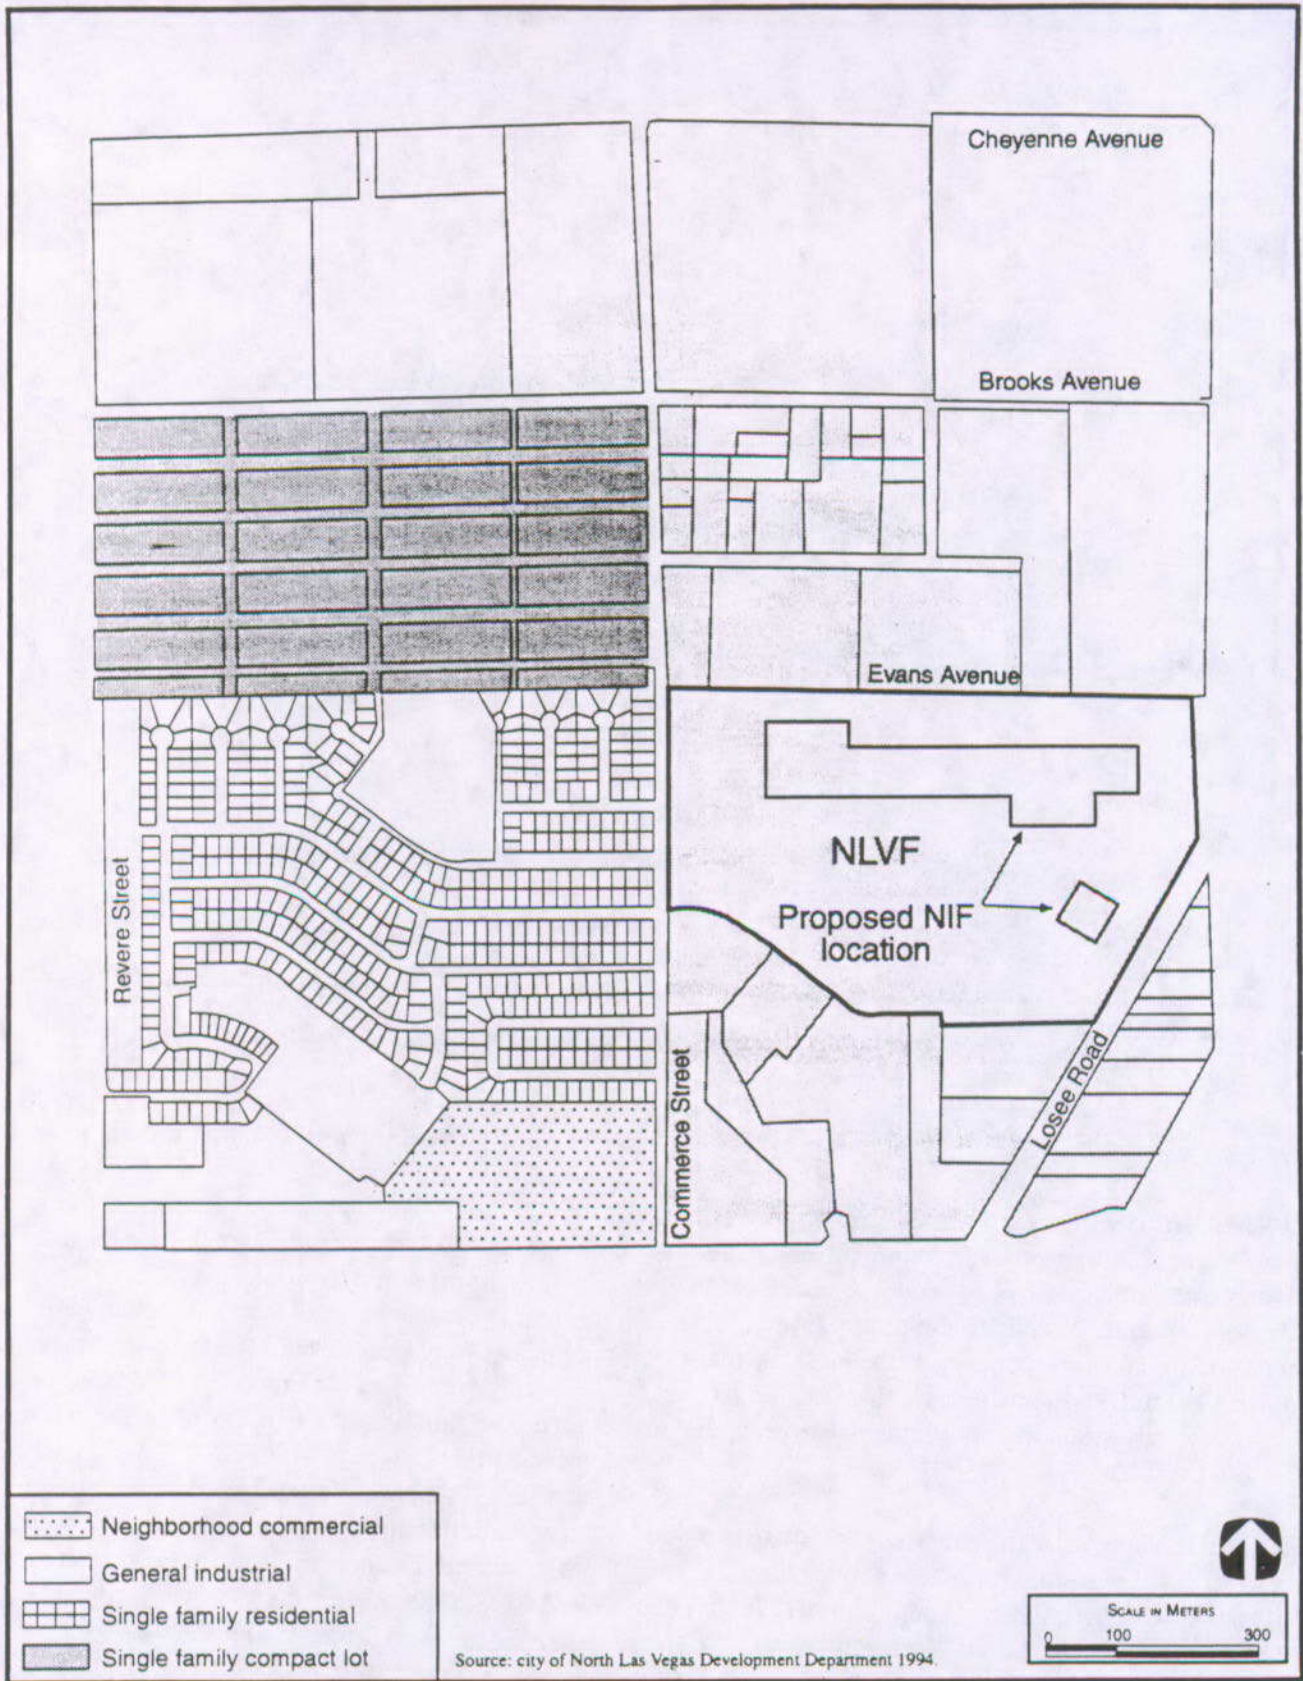 Cheyenne Avenue
Brooks Avenue
Evans Avenue
NLVF
Proposed NIF
location
Revere Street
Commerce Street
Losee Road
Neighborhood commercial
General industrial
Single family residential
Single family compact lot
Source: city of North Las Vegas Development Department 1994.
SCALE IN METERS
0 100 300